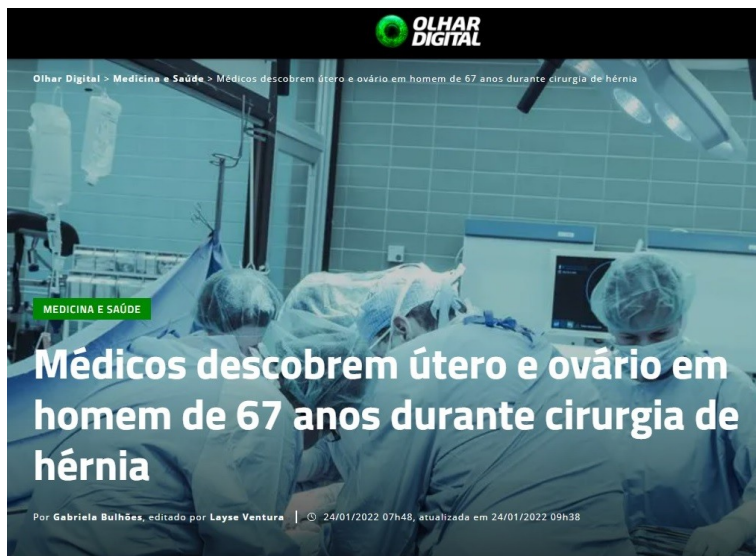 OLHAR
DIGITAL
Olhar Digital > Medicina e Saúde > Médicos descobrem útero e ovário em homem de 67 anos durante cirurgia de hérnia
MEDICINA E SAÚDE
Médicos descobrem útero e ovário em
homem de 67 anos durante cirurgia de
hérnia
Por Gabriela Bulhões, editado por Layse Ventura | 24/01/2022 07h48, atualizada em 24/01/2022 09h38